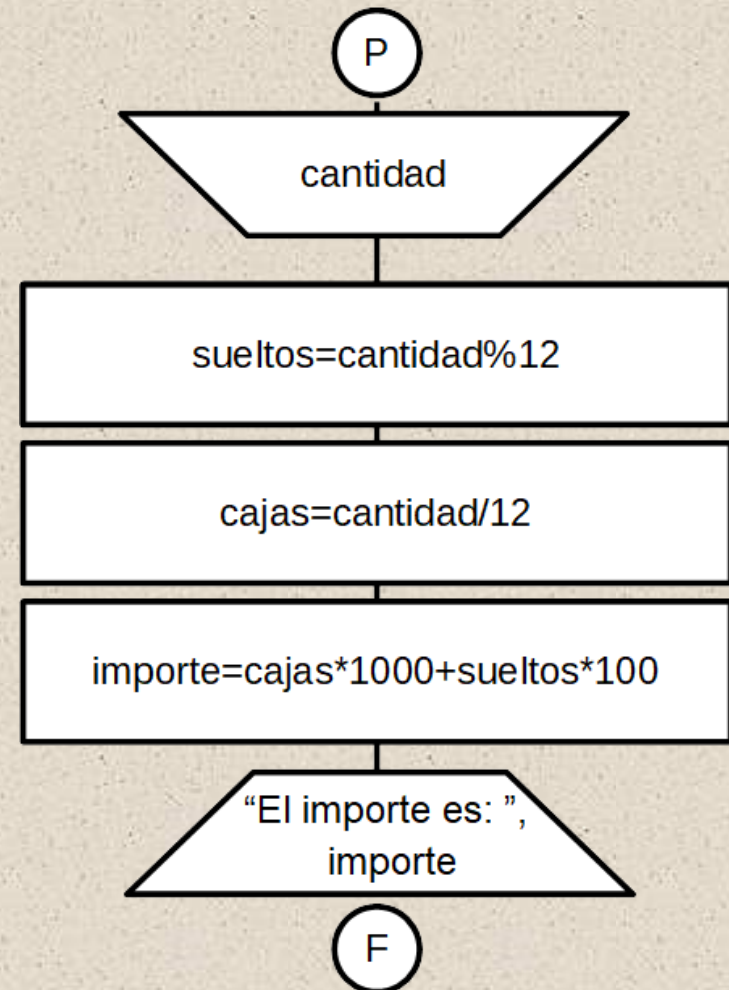 P
cantidad
sueltos=cantidad%12
cajas=cantidad/12
importe=cajas*1000+sueltos*100
“El importe es: ”,
importe
F